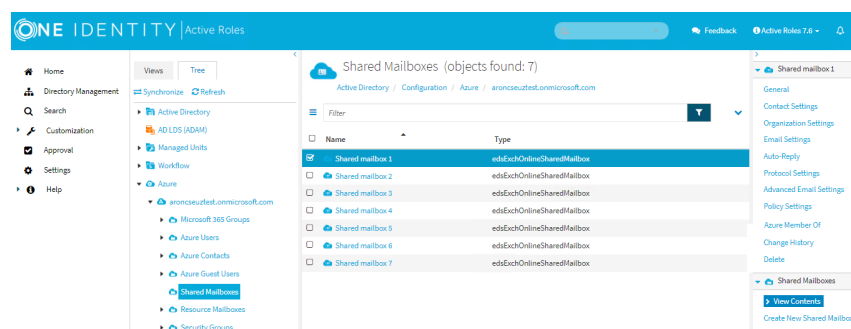 ONE IDENTITY Active Roles
Feedback
Active Roles 7.6
Home
Directory Management
Search
Customization
Approval
Settings
Help
Views Tree
Synchronize Refresh
Active Directory
AD LDS (ADAM)
Managed Units
Workflow
Azure
aroncseuztest.onmicrosoft.com
Microsoft 365 Groups
Azure Users
Azure Contacts
Azure Guest Users
Shared Mailboxes
Resource Mailboxes
Security Groups
Shared Mailboxes (objects found: 7)
Active Directory / Configuration / Azure / aroncseuztest.onmicrosoft.com
Filter
Name Type
Shared mailbox 1 edsExchOnlineSharedMailbox
Shared mailbox 2 edsExchOnlineSharedMailbox
Shared mailbox 3 edsExchOnlineSharedMailbox
Shared mailbox 4 edsExchOnlineSharedMailbox
Shared mailbox 5 edsExchOnlineSharedMailbox
Shared mailbox 6 edsExchOnlineSharedMailbox
Shared mailbox 7 edsExchOnlineSharedMailbox
Shared mailbox 1
General
Contact Settings
Organization Settings
Email Settings
Auto-Reply
Protocol Settings
Advanced Email Settings
Policy Settings
Azure Member Of
Change History
Delete
Shared Mailboxes
View Contents
Create New Shared Mailbo